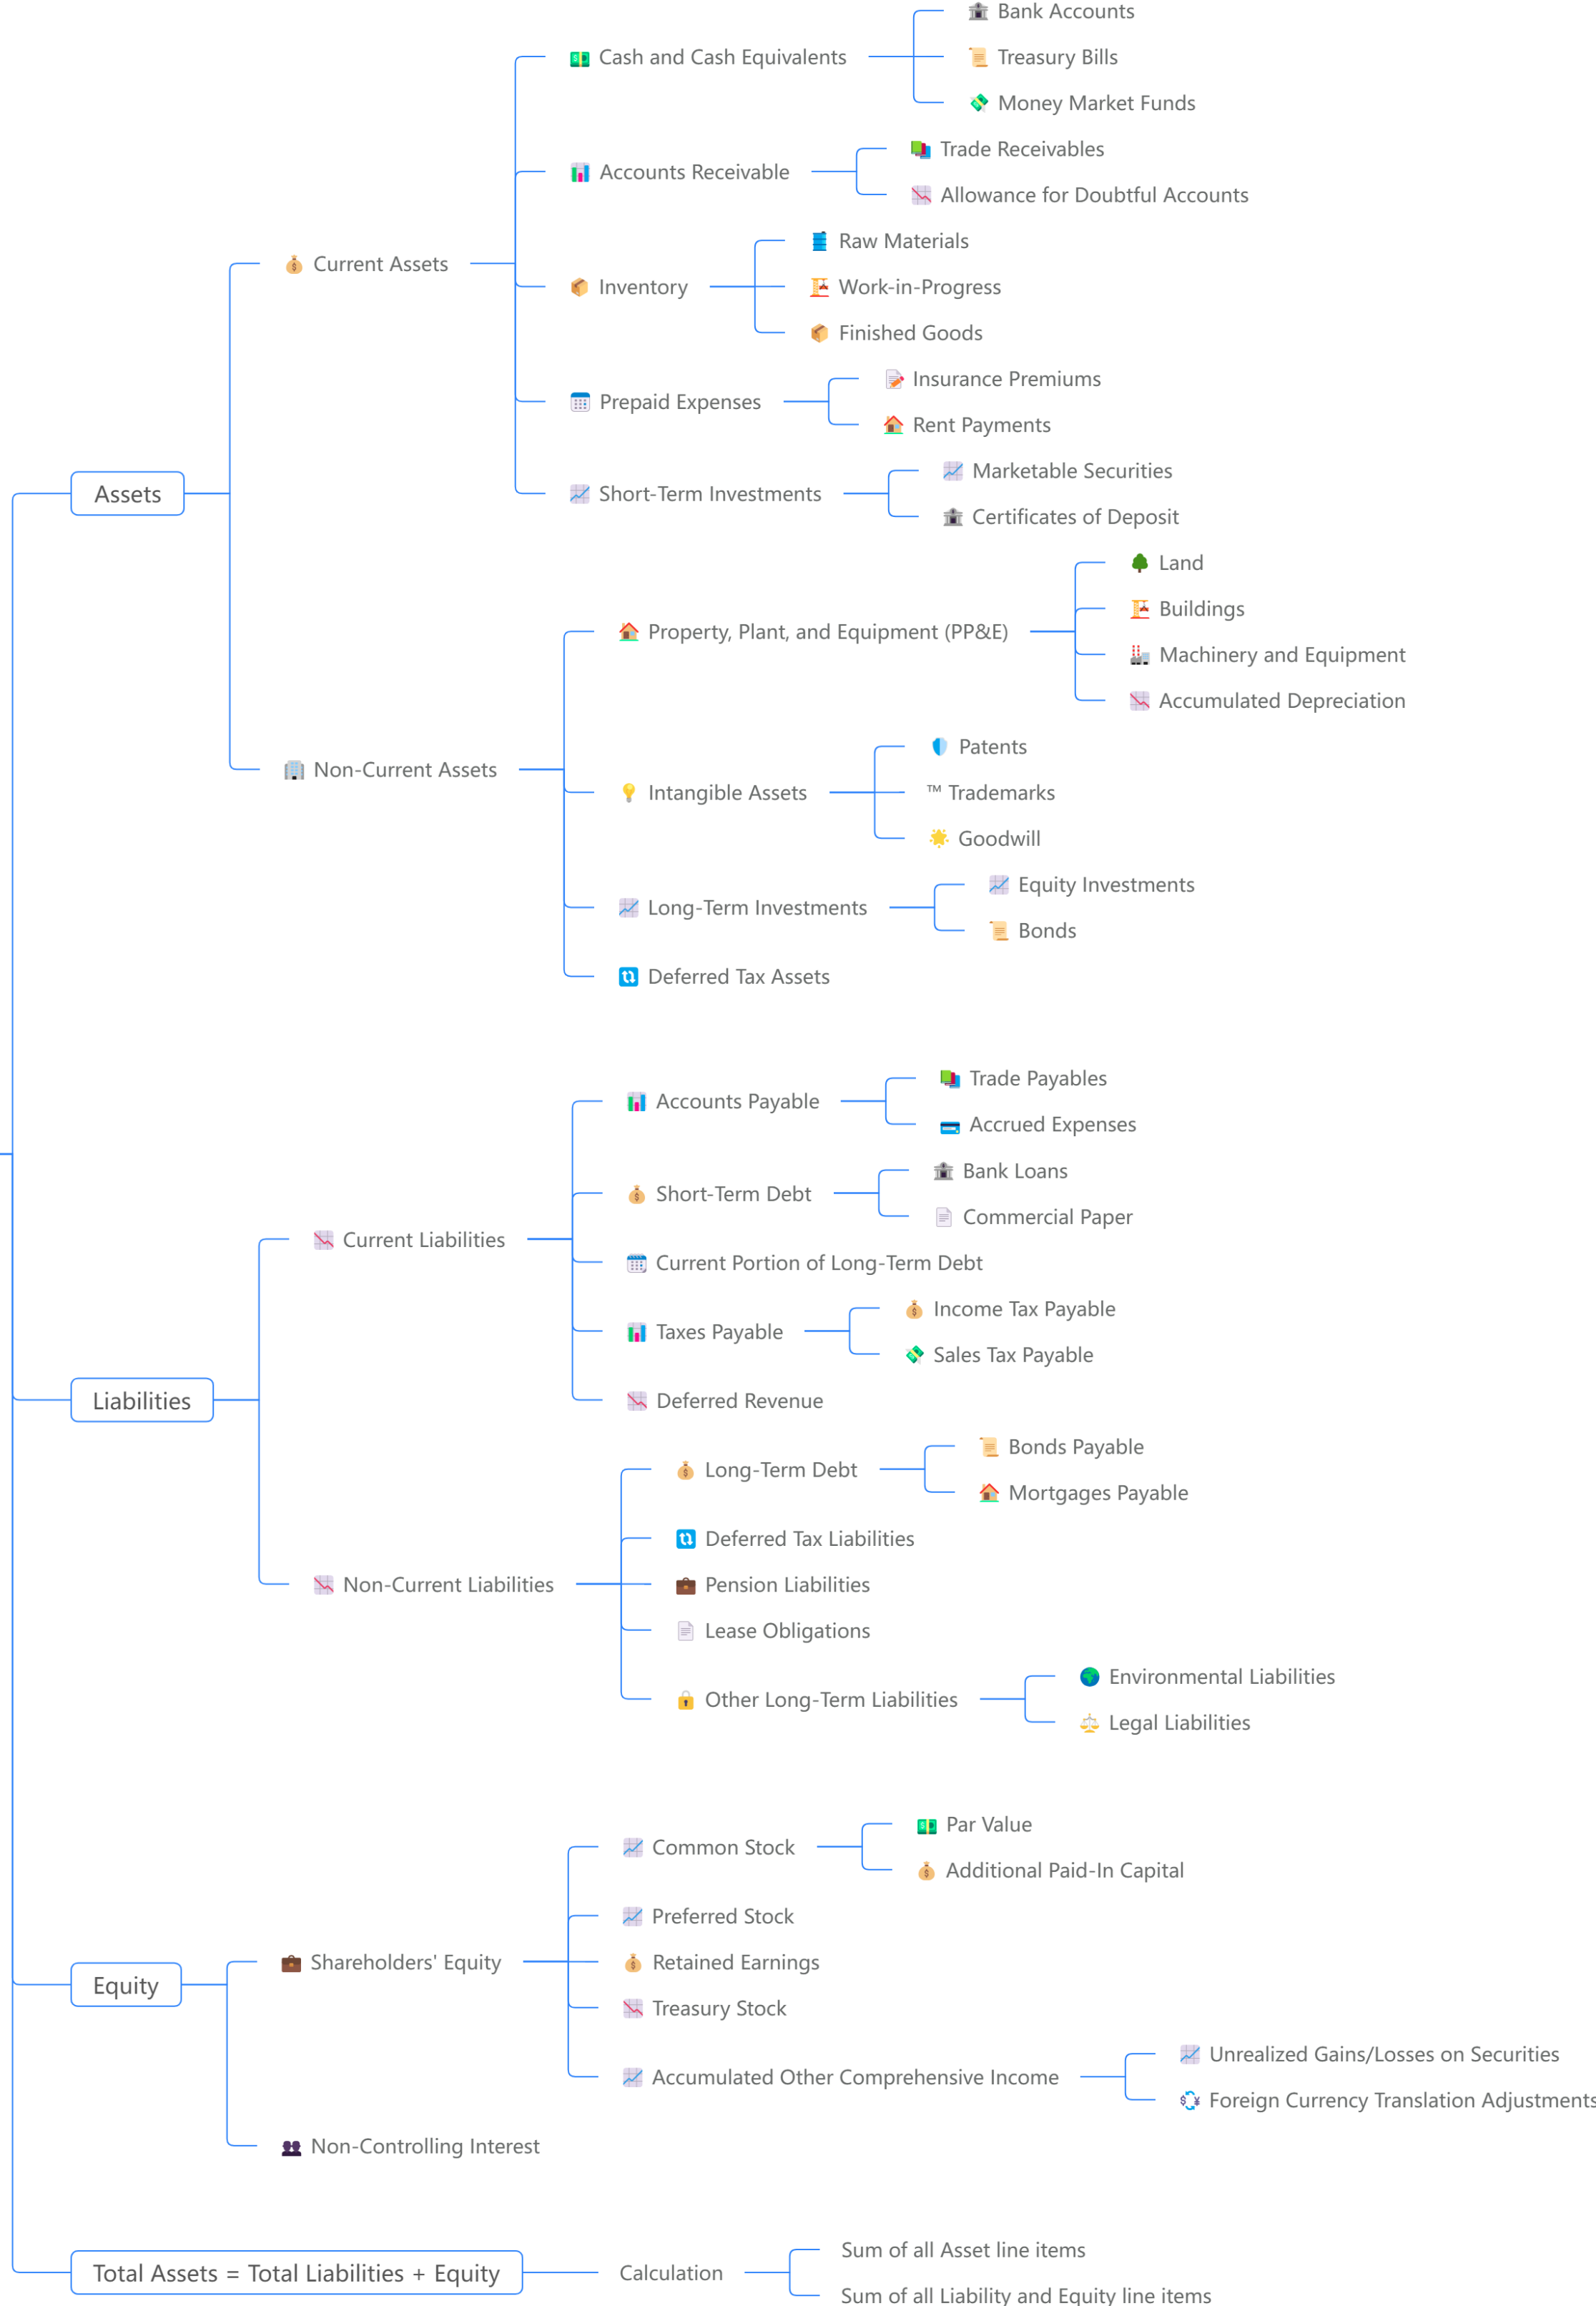 Bank Accounts
Cash and Cash Equivalents
Treasury Bills
Money Market Funds
Trade Receivables
Accounts Receivable
Allowance for Doubtful Accounts
Current Assets
Raw Materials
Inventory
Work-in-Progress
Finished Goods
Insurance Premiums
Prepaid Expenses
Rent Payments
Assets
Marketable Securities
Short-Term Investments
Certificates of Deposit
Land
Property, Plant, and Equipment (PP&E)
Buildings
Machinery and Equipment
Accumulated Depreciation
Non-Current Assets
Patents
Intangible Assets
™ Trademarks
Goodwill
Equity Investments
Long-Term Investments
Bonds
Deferred Tax Assets
Trade Payables
Accounts Payable
Accrued Expenses
Bank Loans
Short-Term Debt
Commercial Paper
Current Liabilities
Current Portion of Long-Term Debt
Income Tax Payable
Taxes Payable
Sales Tax Payable
Liabilities
Deferred Revenue
Bonds Payable
Long-Term Debt
Mortgages Payable
Deferred Tax Liabilities
Non-Current Liabilities
Pension Liabilities
Lease Obligations
Environmental Liabilities
Other Long-Term Liabilities
Legal Liabilities
Par Value
Common Stock
Additional Paid-In Capital
Preferred Stock
Shareholders' Equity
Retained Earnings
Equity
Treasury Stock
Unrealized Gains/Losses on Securities
Accumulated Other Comprehensive Income
Foreign Currency Translation Adjustments
Non-Controlling Interest
Total Assets = Total Liabilities + Equity
Calculation
Sum of all Asset line items
Sum of all Liability and Equity line items